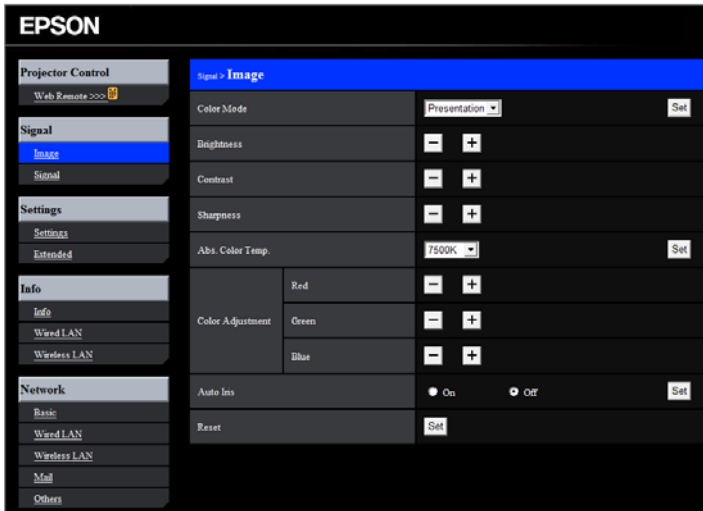 EPSON
Projector Control
Web Remote >>>
Signal
Image
Signal
Settings
Settings
Extended
Info
Info
Wired LAN
Wireless LAN
Network
Basic
Wired LAN
Wireless LAN
Mail
Others
Signal > Image
Color Mode Presentation Set
Brightness − +
Contrast − +
Sharpness − +
Abs. Color Temp. 7500K Set
Color Adjustment
Red − +
Green − +
Blue − +
Auto Iris On Off Set
Reset Set